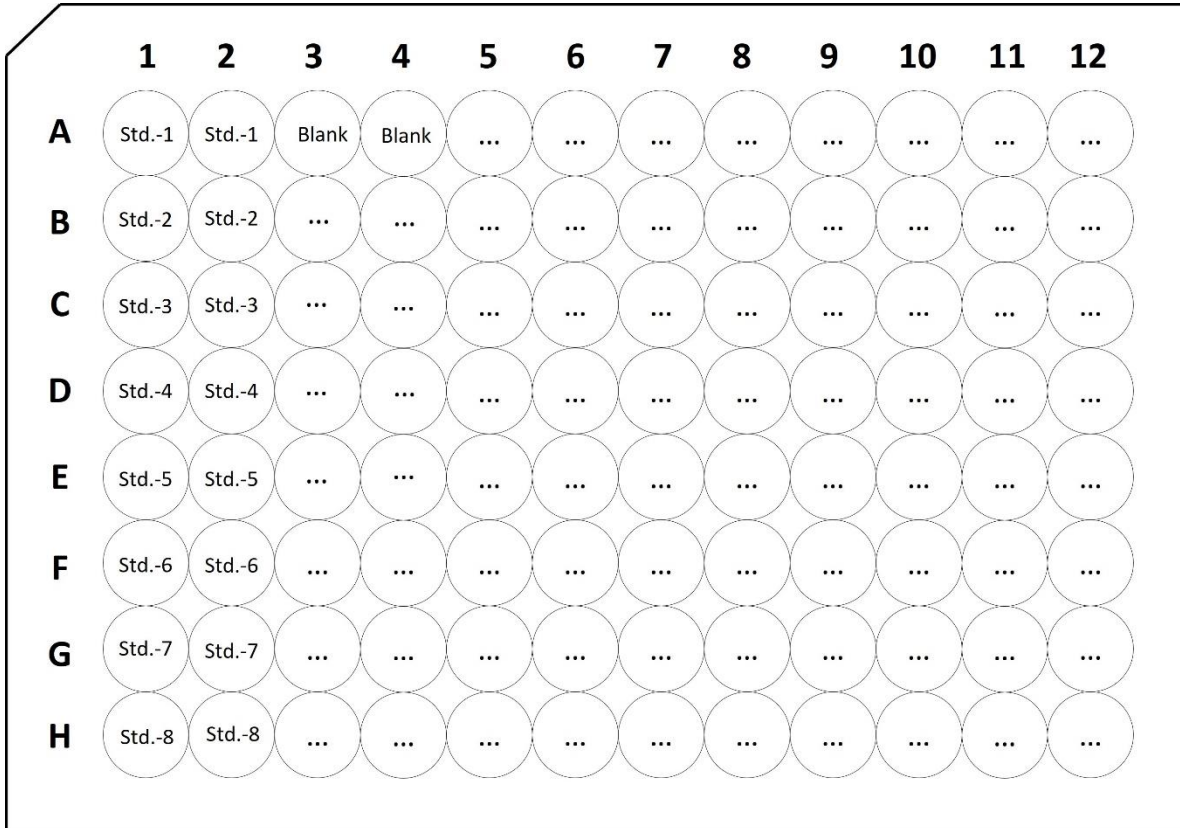 1 2 3 4 5 6 7 8 9 10 11 12
A Std.-1 Std.-1 Blank Blank ... ... ... ... ... ... ... ...
B Std.-2 Std.-2 ... ... ... ... ... ... ... ... ... ...
C Std.-3 Std.-3 ... ... ... ... ... ... ... ... ... ...
D Std.-4 Std.-4 ... ... ... ... ... ... ... ... ... ...
E Std.-5 Std.-5 ... ... ... ... ... ... ... ... ... ...
F Std.-6 Std.-6 ... ... ... ... ... ... ... ... ... ...
G Std.-7 Std.-7 ... ... ... ... ... ... ... ... ... ...
H Std.-8 Std.-8 ... ... ... ... ... ... ... ... ... ...